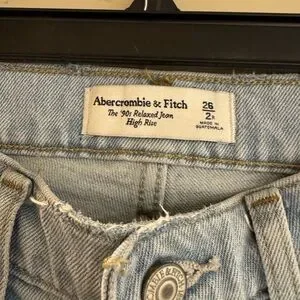 Abercrombie & Fitch
The '90s Relaxed Jean
High Rise
26
2R
MADE IN
GUATEMALA